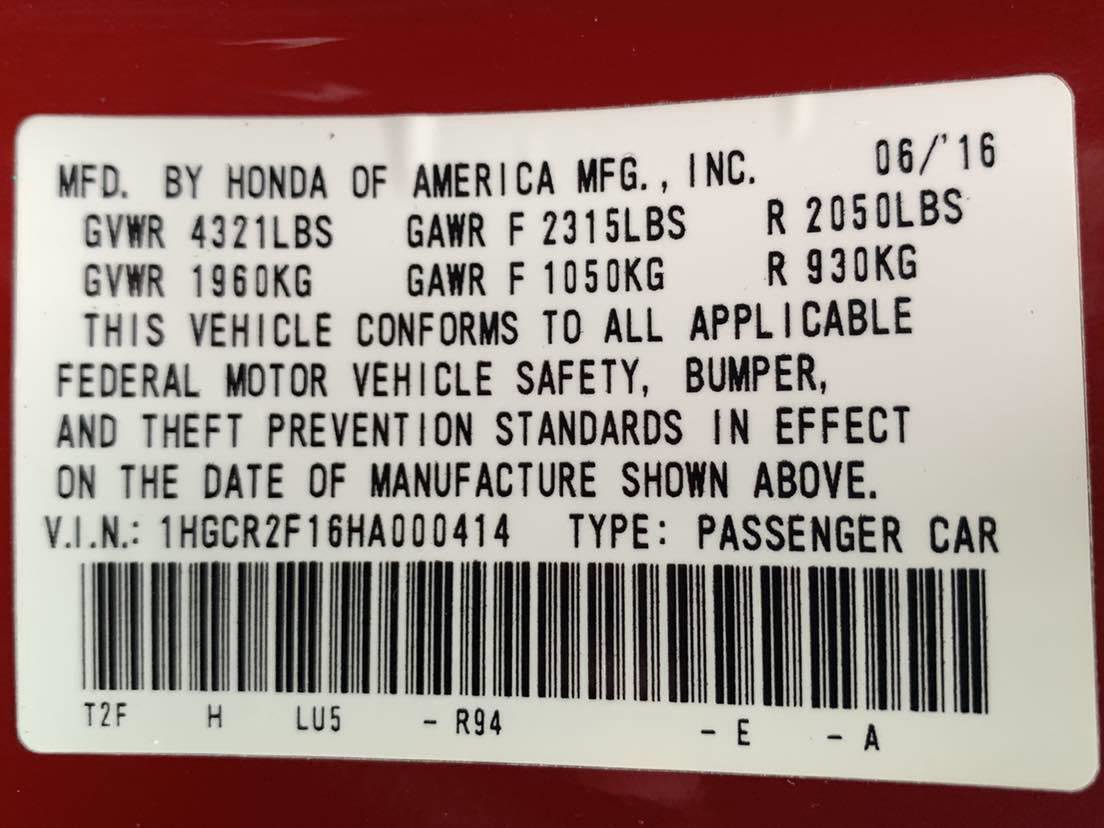 MFD. BY HONDA OF AMERICA MFG., INC. 06/'16
GVWR 4321LBS GAWR F 2315LBS R 2050LBS
GVWR 1960KG GAWR F 1050KG R 930KG
THIS VEHICLE CONFORMS TO ALL APPLICABLE
FEDERAL MOTOR VEHICLE SAFETY, BUMPER,
AND THEFT PREVENTION STANDARDS IN EFFECT
ON THE DATE OF MANUFACTURE SHOWN ABOVE.
V.I.N.: 1HGCR2F16HA000414 TYPE: PASSENGER CAR
T2F H LU5 - R94 - E - A